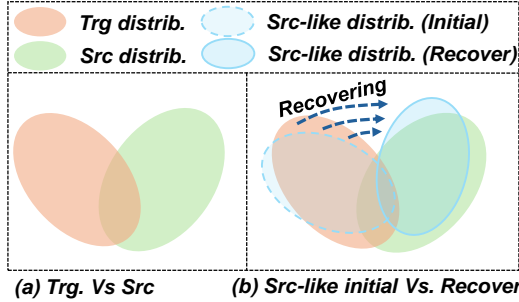 Trg distrib.
Src-like distrib. (Initial)
Src distrib.
Src-like distrib. (Recover)
Recovering
(a) Trg. Vs Src
(b) Src-like initial Vs. Recover